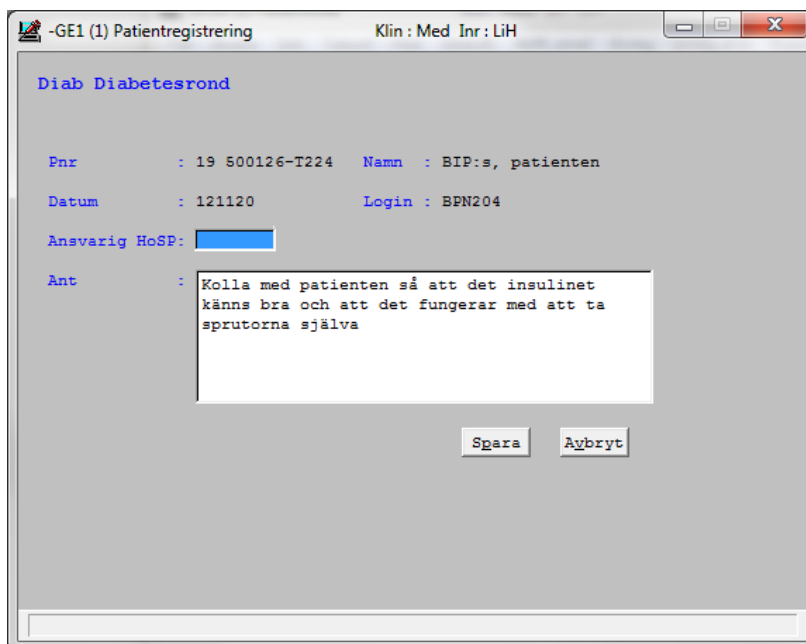 -GE1 (1) Patientregistrering Klin : Med Inr : LiH
Diab Diabetesrond
Pnr : 19 500126-T224 Namn : BIP:s, patienten
Datum : 121120 Login : BPN204
Ansvarig HoSP:
Ant : Kolla med patienten så att det insulinet
känns bra och att det fungerar med att ta
sprutorna själva
Spara Avbryt